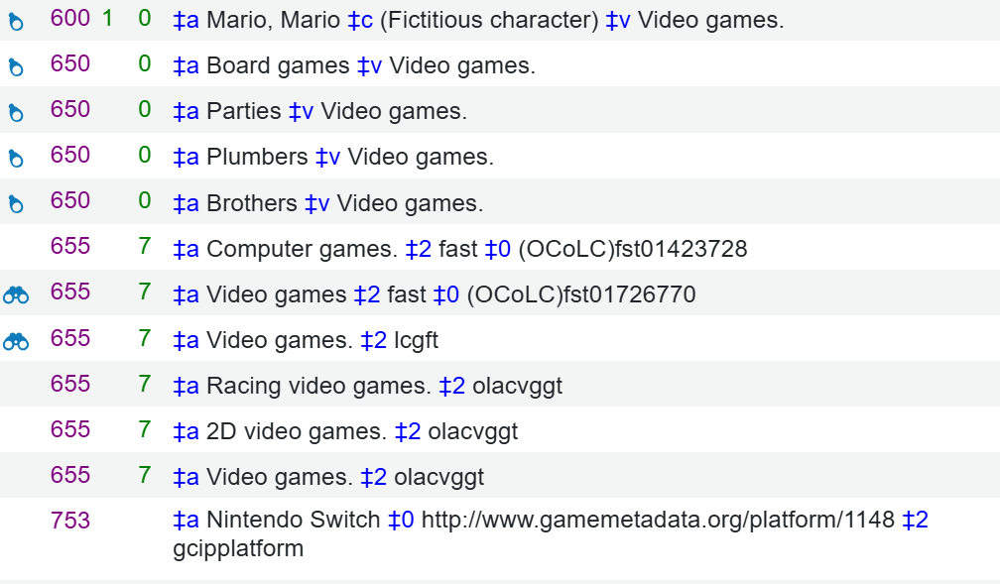 600 1 0 ‡a Mario, Mario ‡c (Fictitious character) ‡v Video games.
650 0 ‡a Board games ‡v Video games.
650 0 ‡a Parties ‡v Video games.
650 0 ‡a Plumbers ‡v Video games.
650 0 ‡a Brothers ‡v Video games.
655 7 ‡a Computer games. ‡2 fast ‡0 (OCoLC)fst01423728
655 7 ‡a Video games ‡2 fast ‡0 (OCoLC)fst01726770
655 7 ‡a Video games. ‡2 lcgft
655 7 ‡a Racing video games. ‡2 olacvggt
655 7 ‡a 2D video games. ‡2 olacvggt
655 7 ‡a Video games. ‡2 olacvggt
753 ‡a Nintendo Switch ‡0 http://www.gamemetadata.org/platform/1148 ‡2
gcipplatform